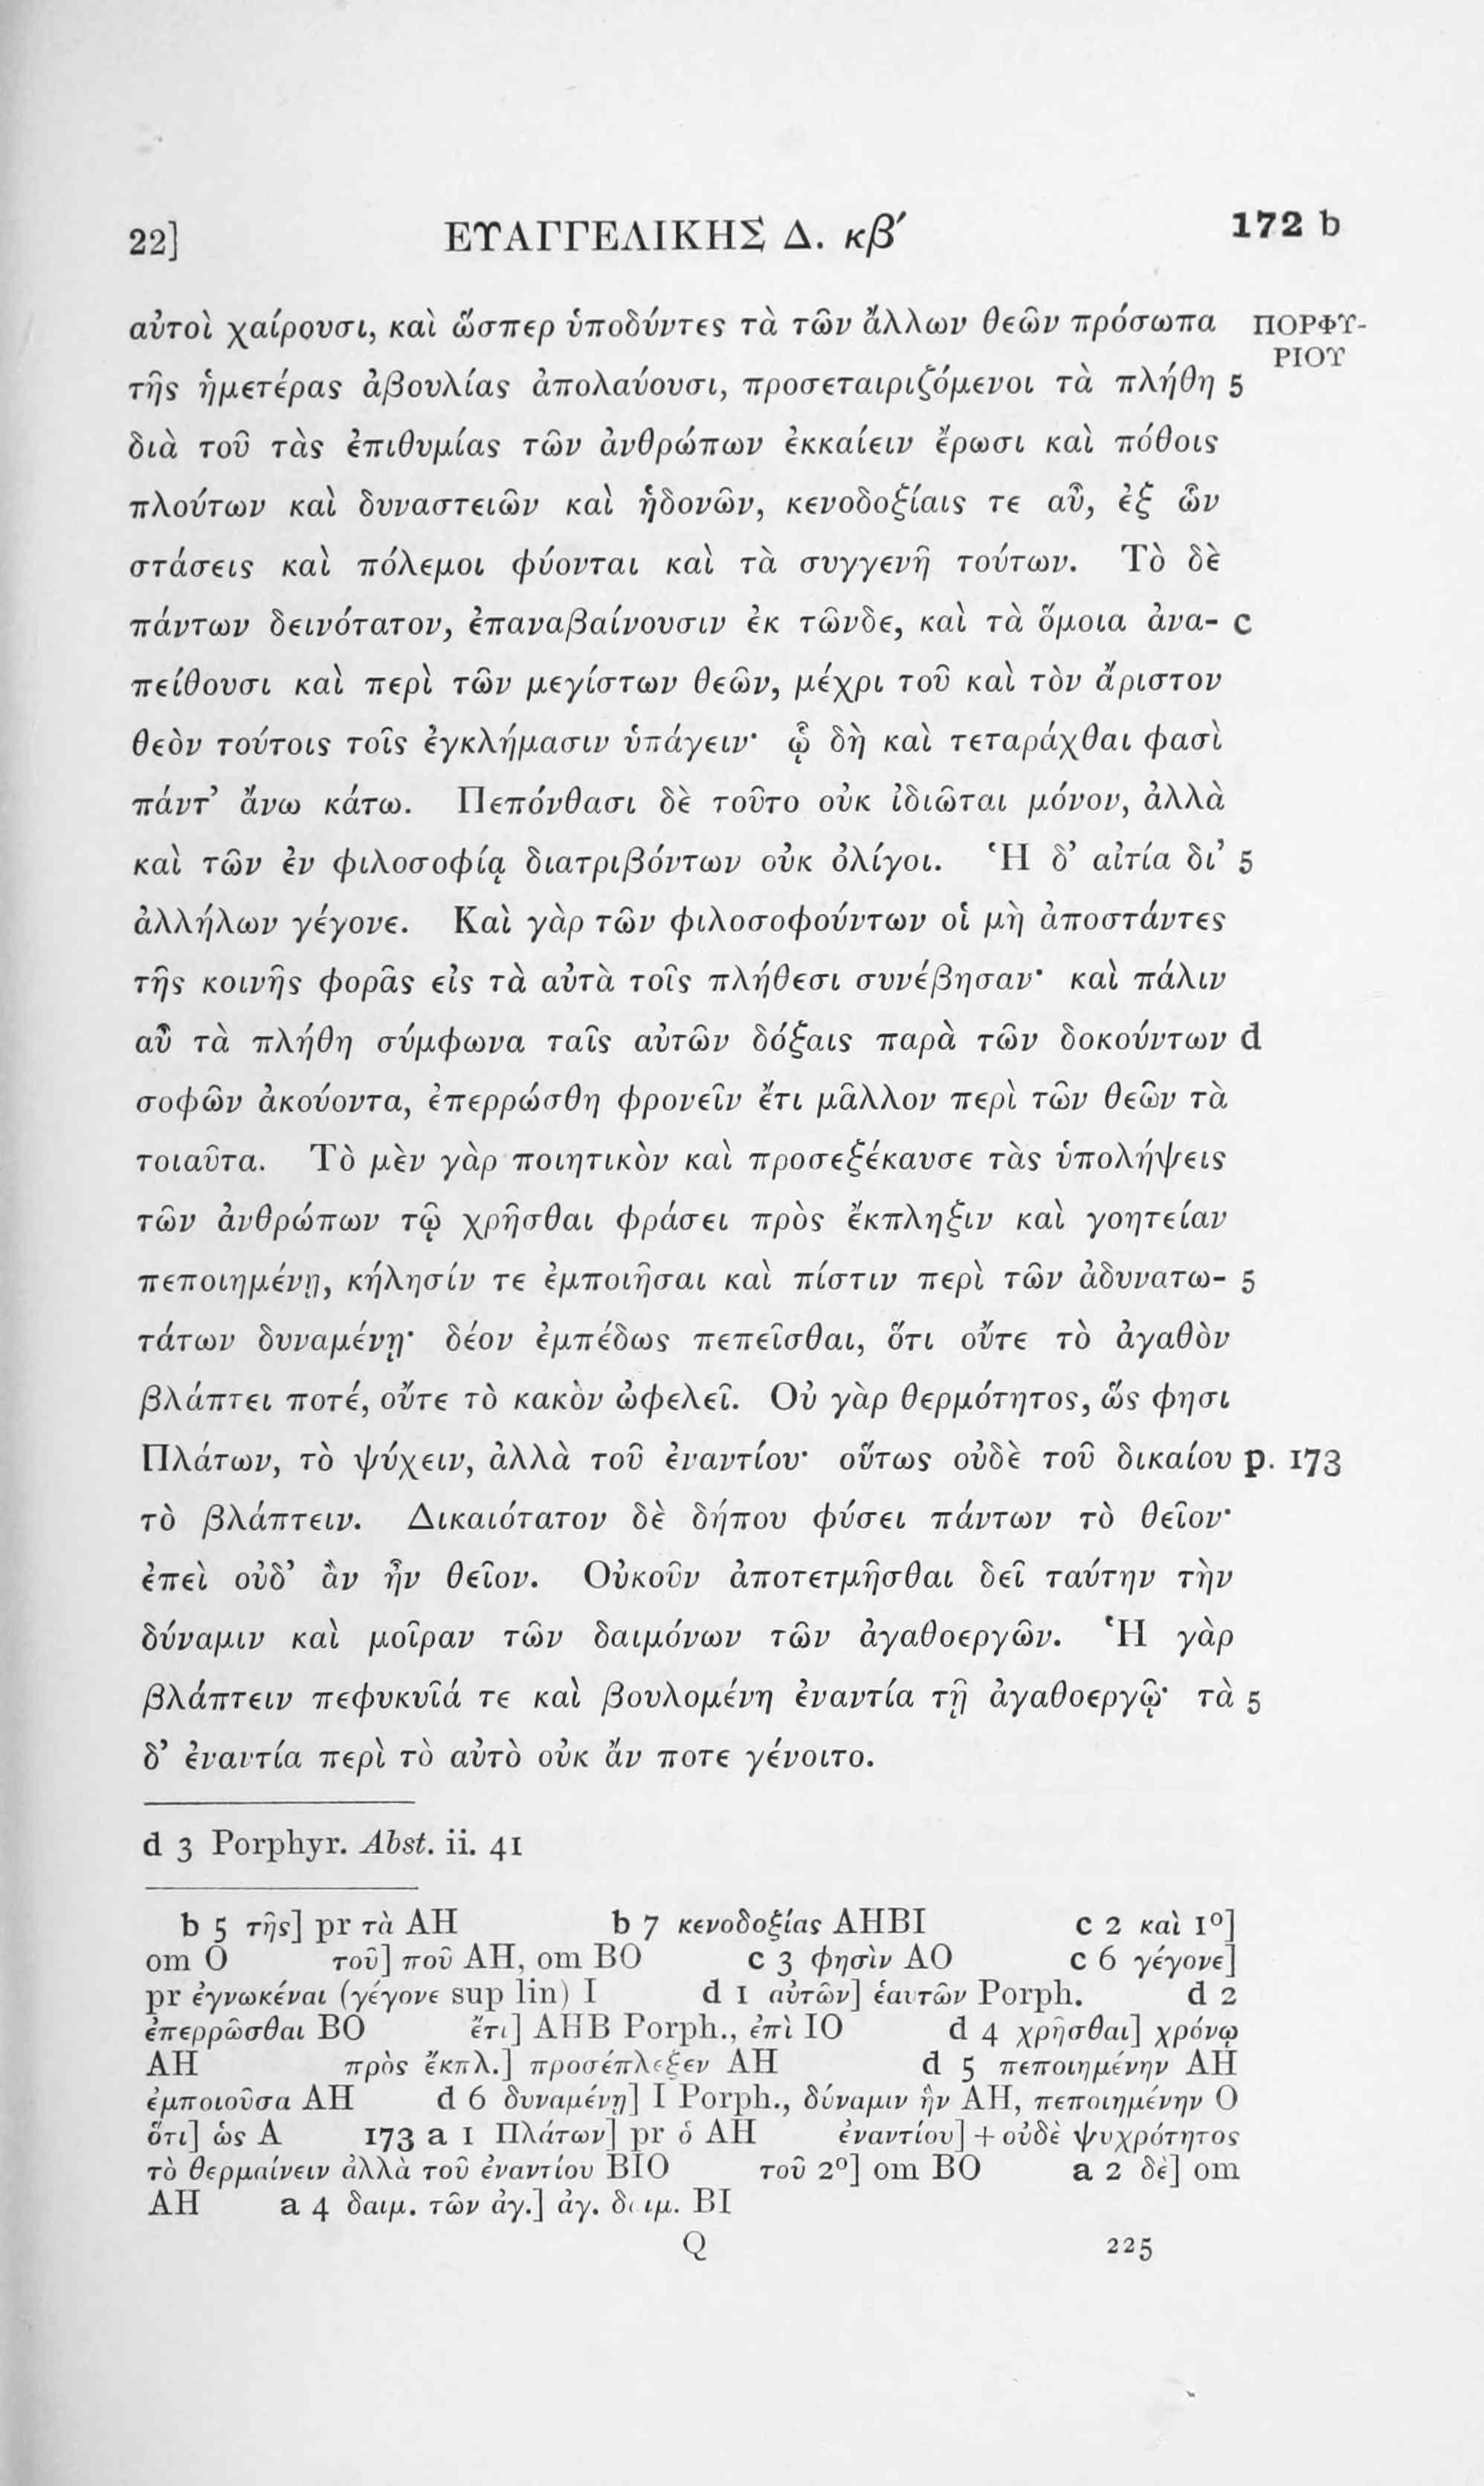 22] ΕΥΑΓΓΕΛΙΚΗΣ Δ. κβ′ 172 b
αὐτοὶ χαίρουσι, καὶ ὥσπερ ὑποδύντες τὰ τῶν ἄλλων θεῶν πρόσωπα ΠΟΡΦΥ-
ΡΙΟΥ
τῆς ἡμετέρας ἀβουλίας ἀπολαύουσι, προσεταιριζόμενοι τὰ πλήθη 5
διὰ τοῦ τὰς ἐπιθυμίας τῶν ἀνθρώπων ἐκκαίειν ἔρωσι καὶ πόθοις
πλούτων καὶ δυναστειῶν καὶ ἡδονῶν, κενοδοξίαις τε αὖ, ἐξ ὧν
στάσεις καὶ πόλεμοι φύονται καὶ τὰ συγγενῆ τούτων. Τὸ δὲ
πάντων δεινότατον, ἐπαναβαίνουσιν ἐκ τῶνδε, καὶ τὰ ὅμοια ἀνα- c
πείθουσι καὶ περὶ τῶν μεγίστων θεῶν, μέχρι τοῦ καὶ τὸν ἄριστον
θεὸν τούτοις τοῖς ἐγκλήμασιν ὑπάγειν· ᾧ δὴ καὶ τεταράχθαι φασὶ
πάντ’ ἄνω κάτω. Πεπόνθασι δὲ τοῦτο οὐκ ἰδιῶται μόνον, ἀλλὰ
καὶ τῶν ἐν φιλοσοφίᾳ διατριβόντων οὐκ ὀλίγοι. Ἡ δ’ αἰτία δι’ 5
ἀλλήλων γέγονε. Καὶ γὰρ τῶν φιλοσοφούντων οἱ μὴ ἀποστάντες
τῆς κοινῆς φορᾶς εἰς τὰ αὐτὰ τοῖς πλήθεσι συνέβησαν· καὶ πάλιν
αὖ τὰ πλήθη σύμφωνα ταῖς αὐτῶν δόξαις παρὰ τῶν δοκούντων d
σοφῶν ἀκούοντα, ἐπερρώσθη φρονεῖν ἔτι μᾶλλον περὶ τῶν θεῶν τὰ
τοιαῦτα. Τὸ μὲν γὰρ ποιητικὸν καὶ προσεξέκαυσε τὰς ὑπολήψεις
τῶν ἀνθρώπων τῷ χρῆσθαι φράσει πρὸς ἔκπληξιν καὶ γοητείαν
πεποιημένῃ, κήλησίν τε ἐμποιῆσαι καὶ πίστιν περὶ τῶν ἀδυνατω- 5
τάτων δυναμένῃ· δέον ἐμπέδως πεπεῖσθαι, ὅτι οὔτε τὸ ἀγαθὸν
βλάπτει ποτέ, οὔτε τὸ κακὸν ὠφελεῖ. Οὐ γὰρ θερμότητος, ὥς φησι
Πλάτων, τὸ ψύχειν, ἀλλὰ τοῦ ἐναντίου· οὕτως οὐδὲ τοῦ δικαίου p. 173
τὸ βλάπτειν. Δικαιότατον δὲ δήπου φύσει πάντων τὸ θεῖον·
ἐπεὶ οὐδ’ ἂν ἦν θεῖον. Οὐκοῦν ἀποτετμῆσθαι δεῖ ταύτην τὴν
δύναμιν καὶ μοῖραν τῶν δαιμόνων τῶν ἀγαθοεργῶν. Ἡ γὰρ
βλάπτειν πεφυκυῖά τε καὶ βουλομένη ἐναντία τῇ ἀγαθοεργῷ· τὰ 5
δ’ ἐναντία περὶ τὸ αὐτὸ οὐκ ἄν ποτε γένοιτο.
d 3 Porphyr. Abst. ii. 41
b 5 τῆς] pr τὰ AH b 7 κενοδοξίας AHBI c 2 καὶ 1º]
om O τοῦ] ποῦ AH, om BO c 3 φησὶν AO c 6 γέγονε]
pr ἐγνωκέναι (γέγονε sup lin) I d 1 αὐτῶν] ἑαυτῶν Porph. d 2
ἐπερρῶσθαι BO ἔτι] AHB Porph., ἐπὶ IO d 4 χρῆσθαι] χρόνῳ
AH πρὸς ἔκπλ.] προσέπλεξεν AH d 5 πεποιημένην AH
ἐμποιοῦσα AH d 6 δυναμένῃ] I Porph., δύναμιν ἣν AH, πεποιημένην O
ὅτι] ὡς A 173 a 1 Πλάτων] pr ὁ AH ἐναντίου] + οὐδὲ ψυχρότητος
τὸ θερμαίνειν ἀλλὰ τοῦ ἐναντίου BIO τοῦ 2º] om BO a 2 δὲ] om
AH a 4 δαιμ. τῶν ἀγ.] ἀγ. δαιμ. BI
Q 225